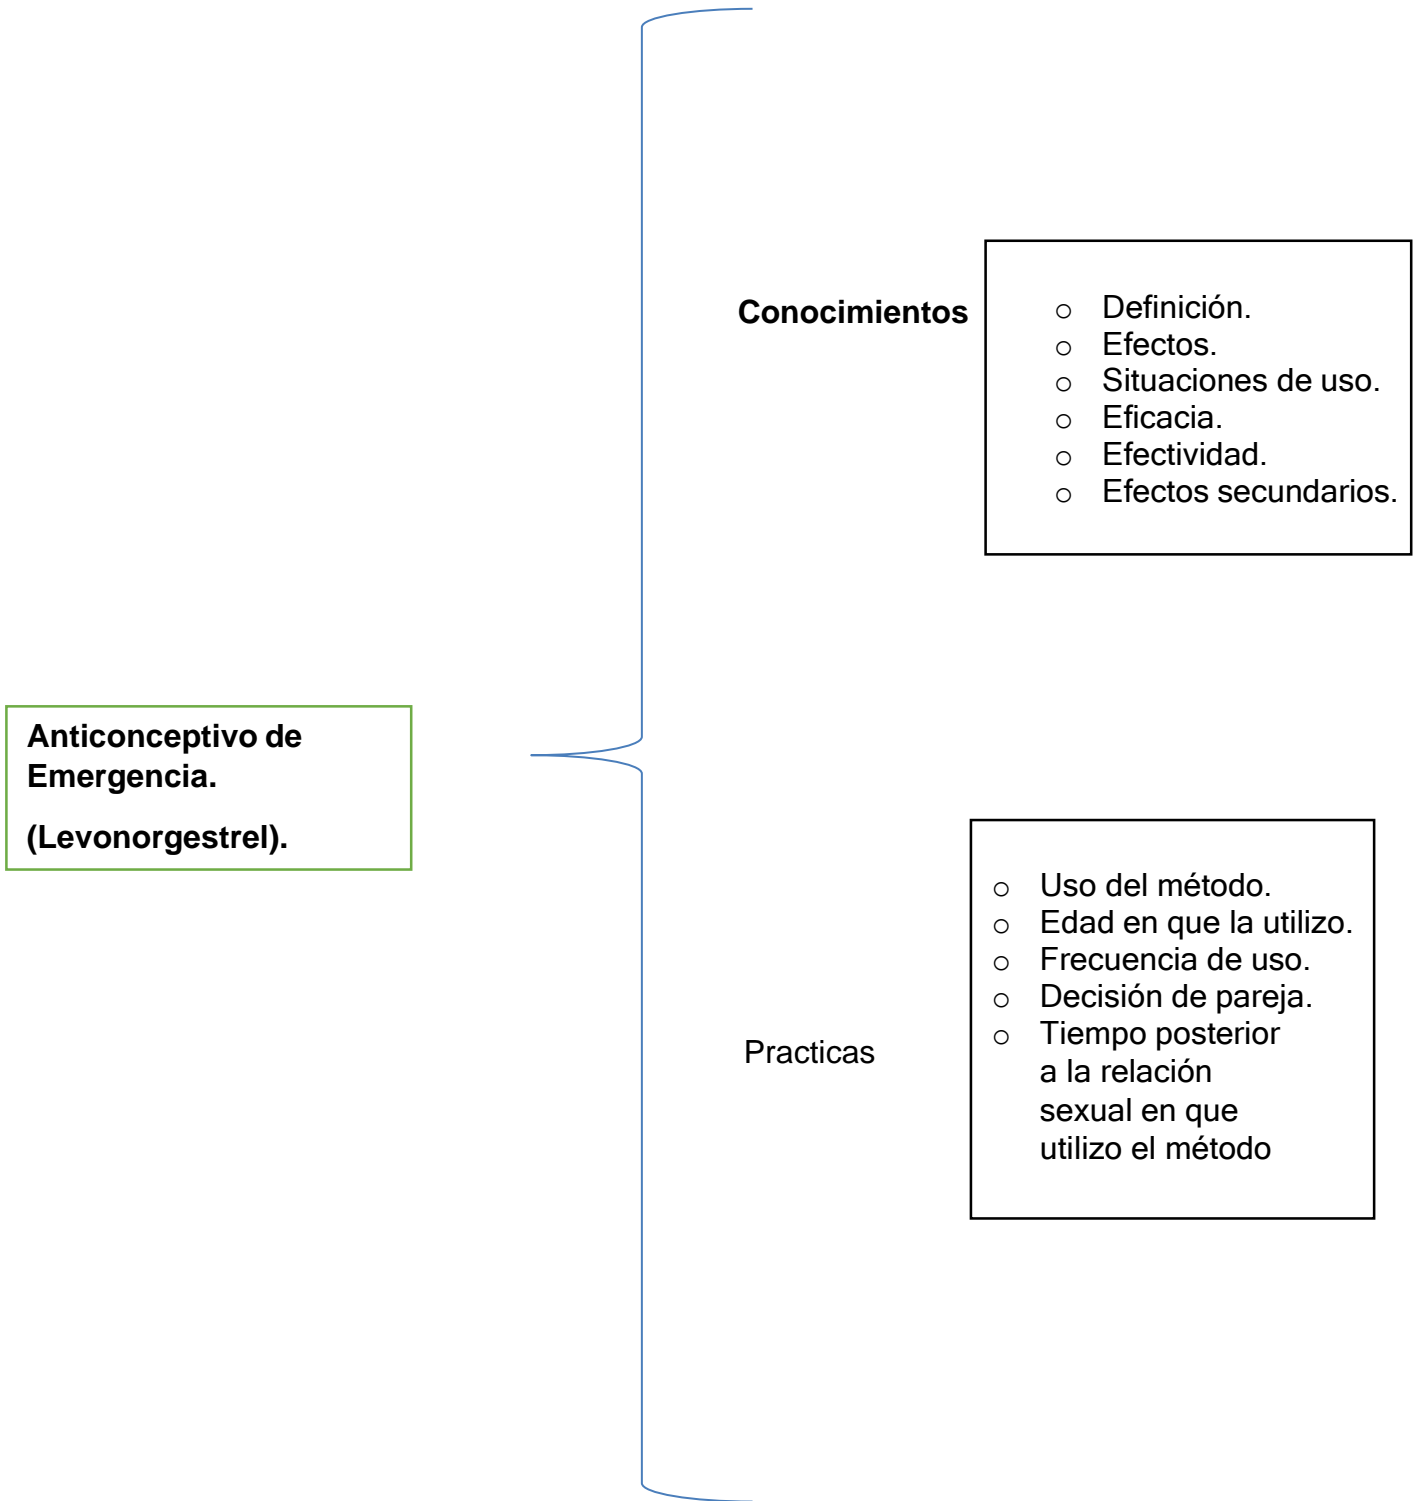 Conocimientos
○ Definición.
○ Efectos.
○ Situaciones de uso.
○ Eficacia.
○ Efectividad.
○ Efectos secundarios.
Anticonceptivo de
Emergencia.
(Levonorgestrel).
Practicas
○ Uso del método.
○ Edad en que la utilizo.
○ Frecuencia de uso.
○ Decisión de pareja.
○ Tiempo posterior
a la relación
sexual en que
utilizo el método